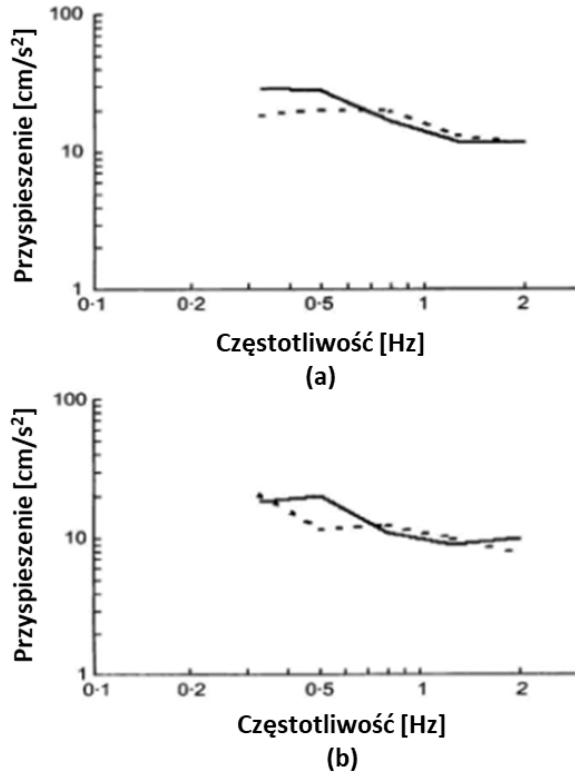 100
10
1
Przyspieszenie [cm/s²]
0·1 0·2 0·5 1 2
Częstotliwość [Hz]
(a)
100
10
1
Przyspieszenie [cm/s²]
0·1 0·2 0·5 1 2
Częstotliwość [Hz]
(b)